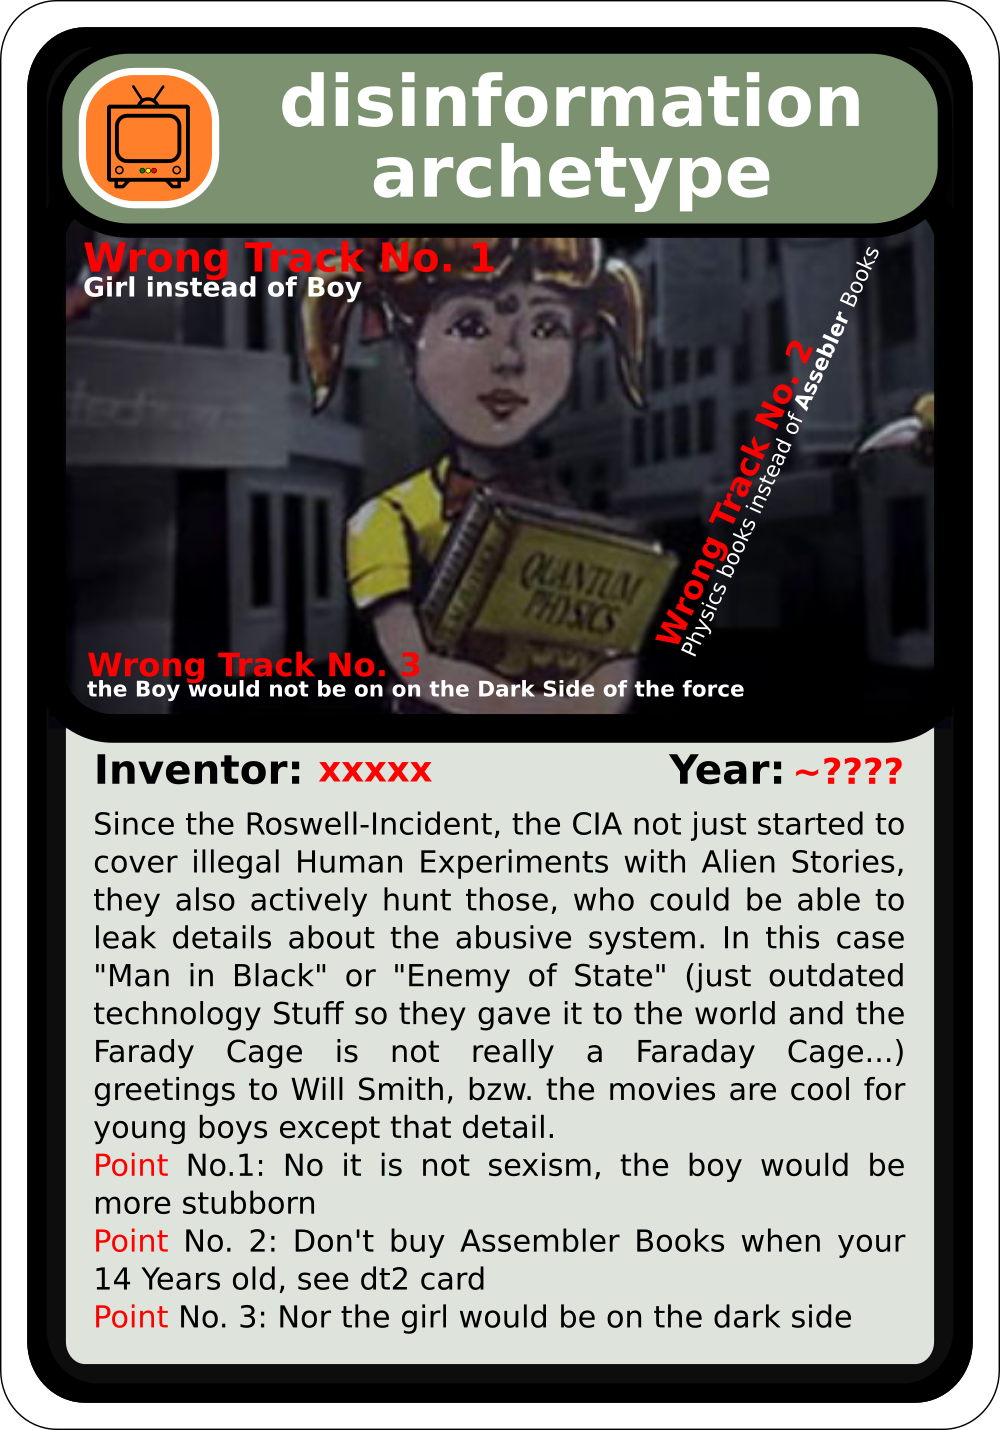 disinformation
archetype
Wrong Track No. 1
Girl instead of Boy
Wrong Track No. 2
Physics books instead of Assebler Books
QUANTUM
PHYSICS
Wrong Track No. 3
the Boy would not be on on the Dark Side of the force
Inventor: xxxxx
Year: ~????
Since the Roswell-Incident, the CIA not just started to
cover illegal Human Experiments with Alien Stories,
they also actively hunt those, who could be able to
leak details about the abusive system. In this case
"Man in Black" or "Enemy of State" (just outdated
technology Stuff so they gave it to the world and the
Farady Cage is not really a Faraday Cage...)
greetings to Will Smith, bzw. the movies are cool for
young boys except that detail.
Point No.1: No it is not sexism, the boy would be
more stubborn
Point No. 2: Don't buy Assembler Books when your
14 Years old, see dt2 card
Point No. 3: Nor the girl would be on the dark side